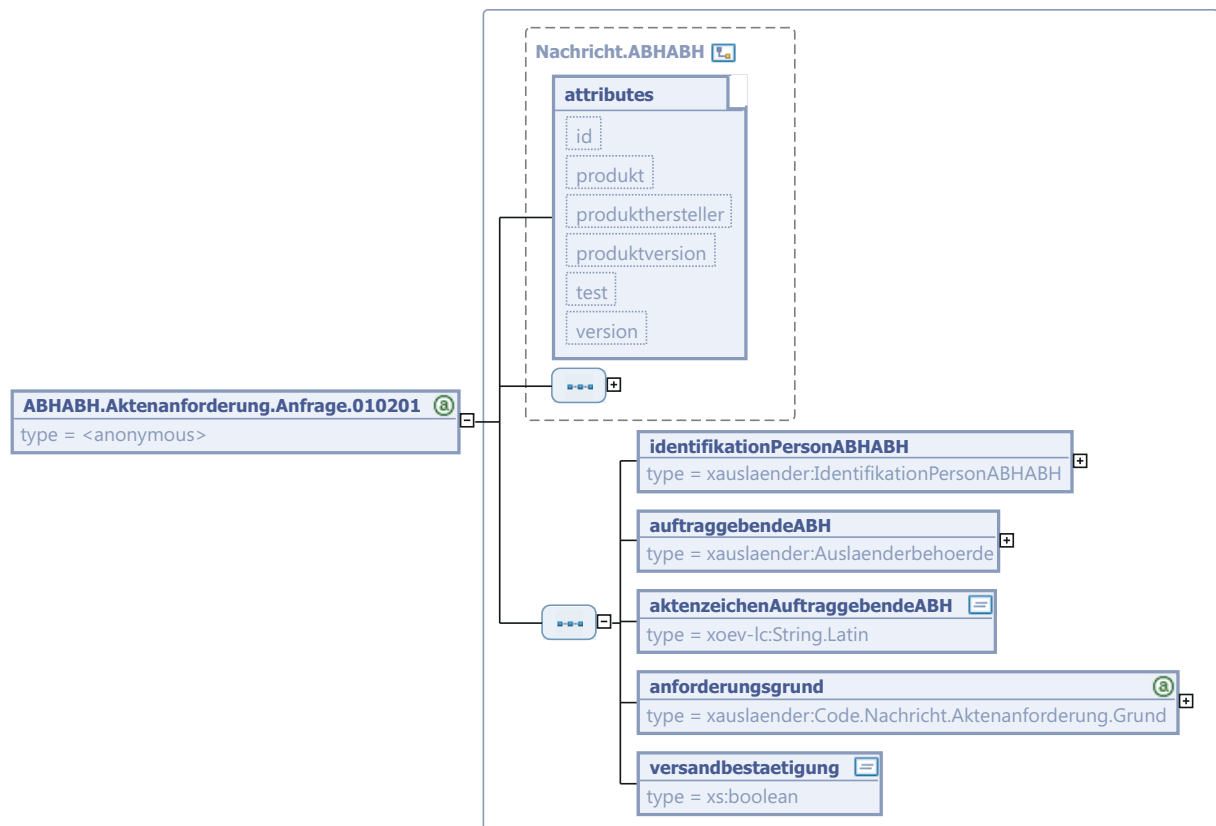 Nachricht.ABHABH
attributes
id
produkt
produkthersteller
produktversion
test
version
ABHABH.Aktenanforderung.Anfrage.010201
type = <anonymous>
identifikationPersonABHABH
type = xauslaender:IdentifikationPersonABHABH
auftraggebendeABH
type = xauslaender:Auslaenderbehoerde
aktenzeichenAuftraggebendeABH
type = xoev-lc:String.Latin
anforderungsgrund
type = xauslaender:Code.Nachricht.Aktenanforderung.Grund
versandbestaetigung
type = xs:boolean